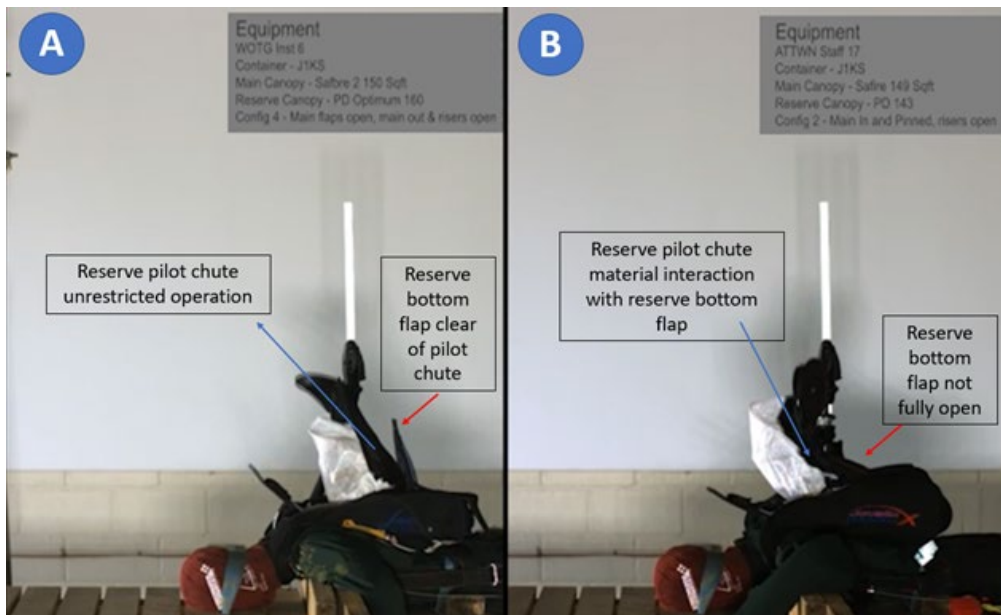 A
Equipment
WOTG Inst 6
Container - J1KS
Main Canopy - Safbre 2 150 Sqft
Reserve Canopy - PD Optimum 160
Config 4 - Main flaps open, main out & risers open
Reserve pilot chute
unrestricted operation
Reserve
bottom
flap clear
of pilot
chute
B
Equipment
ATTWN Staff 17
Container - J1KS
Main Canopy - Safire 149 Sqft
Reserve Canopy - PD 143
Config 2 - Main In and Pinned, risers open
Reserve pilot chute
material interaction
with reserve bottom
flap
Reserve
bottom
flap not
fully open